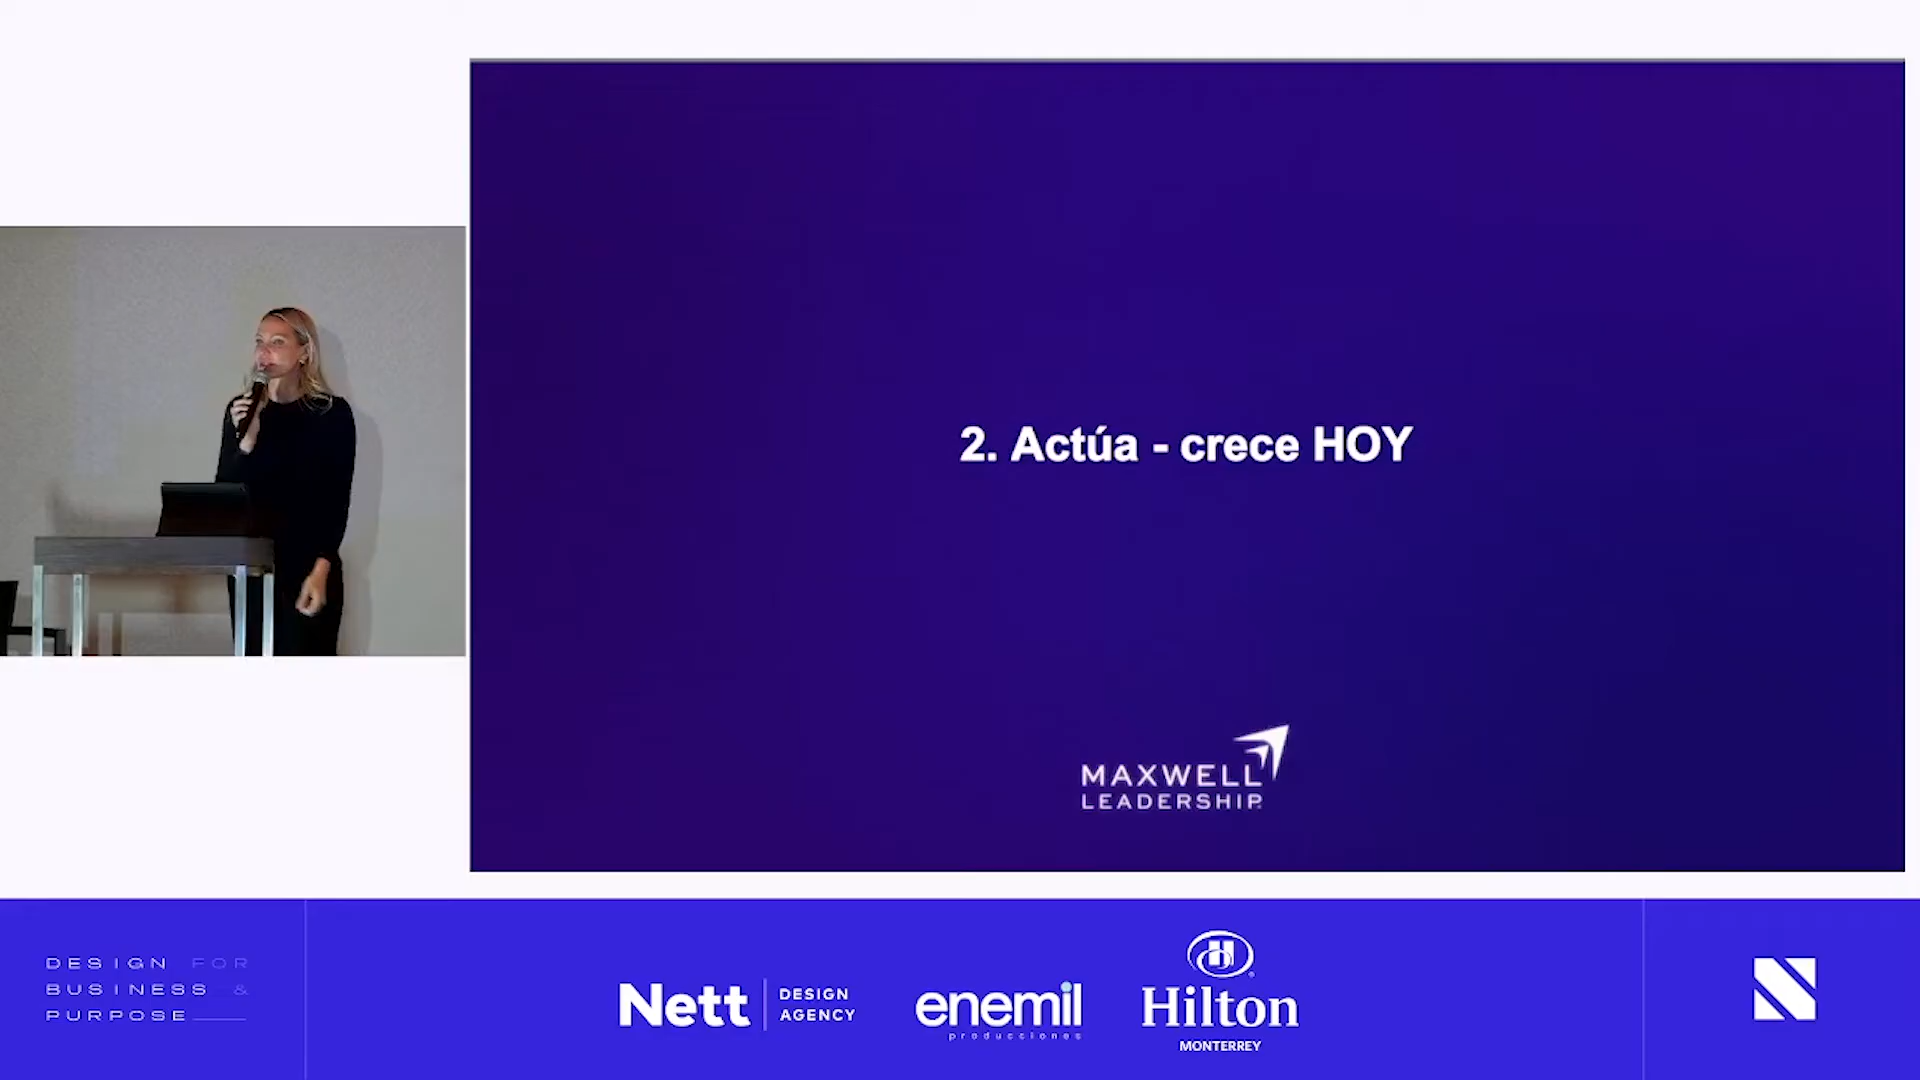 2. Actúa - crece HOY
MAXWELL
LEADERSHIP
DESIGN FOR
BUSINESS &
PURPOSE
Nett
DESIGN
AGENCY
enemil
producciones
Hilton
MONTERREY